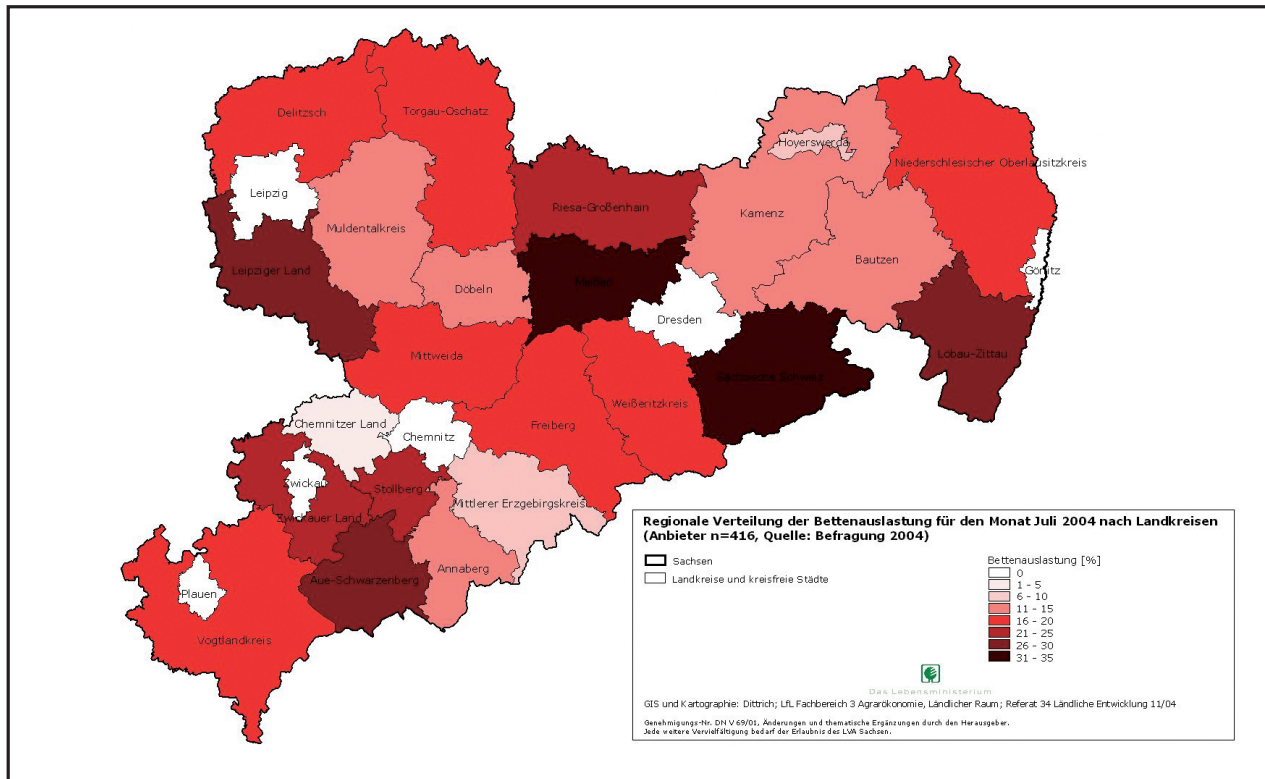 Delitzsch
Torgau-Oschatz
Hoyerswerda
Niederschlesischer Oberlausitzkreis
Leipzig
Riesa-Großenhain
Kamenz
Muldentalkreis
Bautzen
Leipziger Land
Görlitz
Meißen
Döbeln
Dresden
Löbau-Zittau
Mittweida
Sächsische Schweiz
Weißeritzkreis
Chemnitzer Land
Freiberg
Chemnitz
Zwickau
Stollberg
Mittlerer Erzgebirgskreis
Zwickauer Land
Annaberg
Aue-Schwarzenberg
Plauen
Vogtlandkreis
Regionale Verteilung der Bettenauslastung für den Monat Juli 2004 nach Landkreisen
(Anbieter n=416, Quelle: Befragung 2004)
Sachsen
Landkreise und kreisfreie Städte
Bettenauslastung [%]
0
1 - 5
6 - 10
11 - 15
16 - 20
21 - 25
26 - 30
31 - 35
Das Lebensministerium
GIS und Kartographie: Dittrich; LfL Fachbereich 3 Agrarökonomie, Ländlicher Raum; Referat 34 Ländliche Entwicklung 11/04
Genehmigungs-Nr. DN V 69/01, Änderungen und thematische Ergänzungen durch den Herausgeber.
Jede weitere Vervielfältigung bedarf der Erlaubnis des LVA Sachsen.